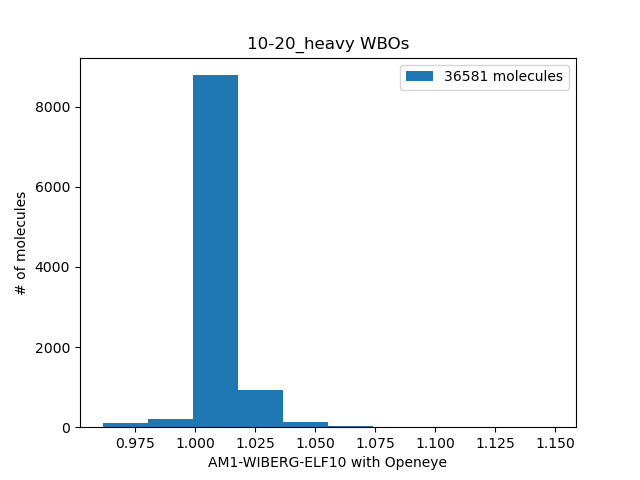 10-20_heavy WBOs
36581 molecules
8000
6000
4000
2000
0
# of molecules
0.975 1.000 1.025 1.050 1.075 1.100 1.125 1.150
AM1-WIBERG-ELF10 with Openeye